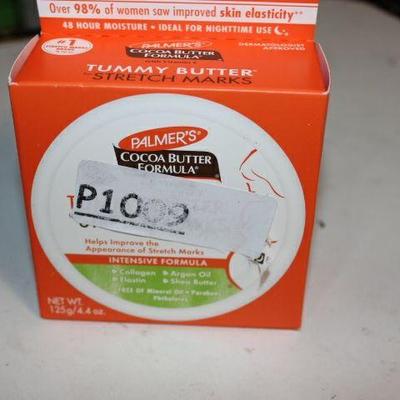 Over 98% of women saw improved skin elasticity**
48 HOUR MOISTURE • IDEAL FOR NIGHTTIME USE
PALMER'S®
COCOA BUTTER
FORMULA
DERMATOLOGIST
APPROVED
#1
TUMMY BUTTER
STRETCH MARKS
PALMER'S®
COCOA BUTTER
FORMULA®
P1009
Helps Improve the
Appearance of Stretch Marks
INTENSIVE FORMULA
Collagen Argan Oil
Elastin Shea Butter
FREE OF Mineral Oil • Parabens
Phthalates
NET WT.
125g/4.4 oz.